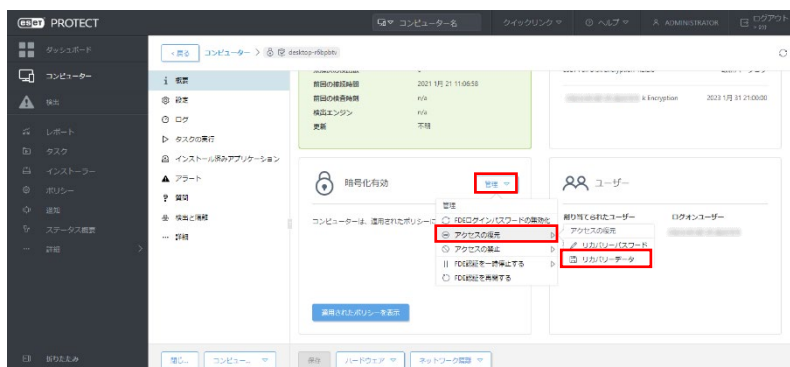 eset PROTECT
コンピューター名
クイックリンク
ヘルプ
ADMINISTRATOR
ログアウト
ダッシュボード
コンピューター
検出
レポート
タスク
インストーラー
ポリシー
通知
ステータス概要
詳細
折りたたみ
戻る
コンピューター > desktop-r6bpbtv
概要
設定
ログ
タスクの実行
インストール済みアプリケーション
アラート
質問
検出と隔離
詳細
前回の接続時間 2021 1月 21 11:06:58
前回の検査時刻 n/a
検出エンジン n/a
更新 不明
k Encryption 2023 1月 31 21:00:00
暗号化有効
管理
コンピューターは、適用されたポリシーに
適用されたポリシーを表示
管理
FDEログインパスワードの無効化
アクセスの復元
アクセスの禁止
FDE認証を一時停止する
FDE認証を再開する
アクセスの復元
リカバリーパスワード
リカバリーデータ
ユーザー
割り当てられたユーザー
ログオンユーザー
閉じ...
コンピュー...
保存
ハードウェア
ネットワーク隔離